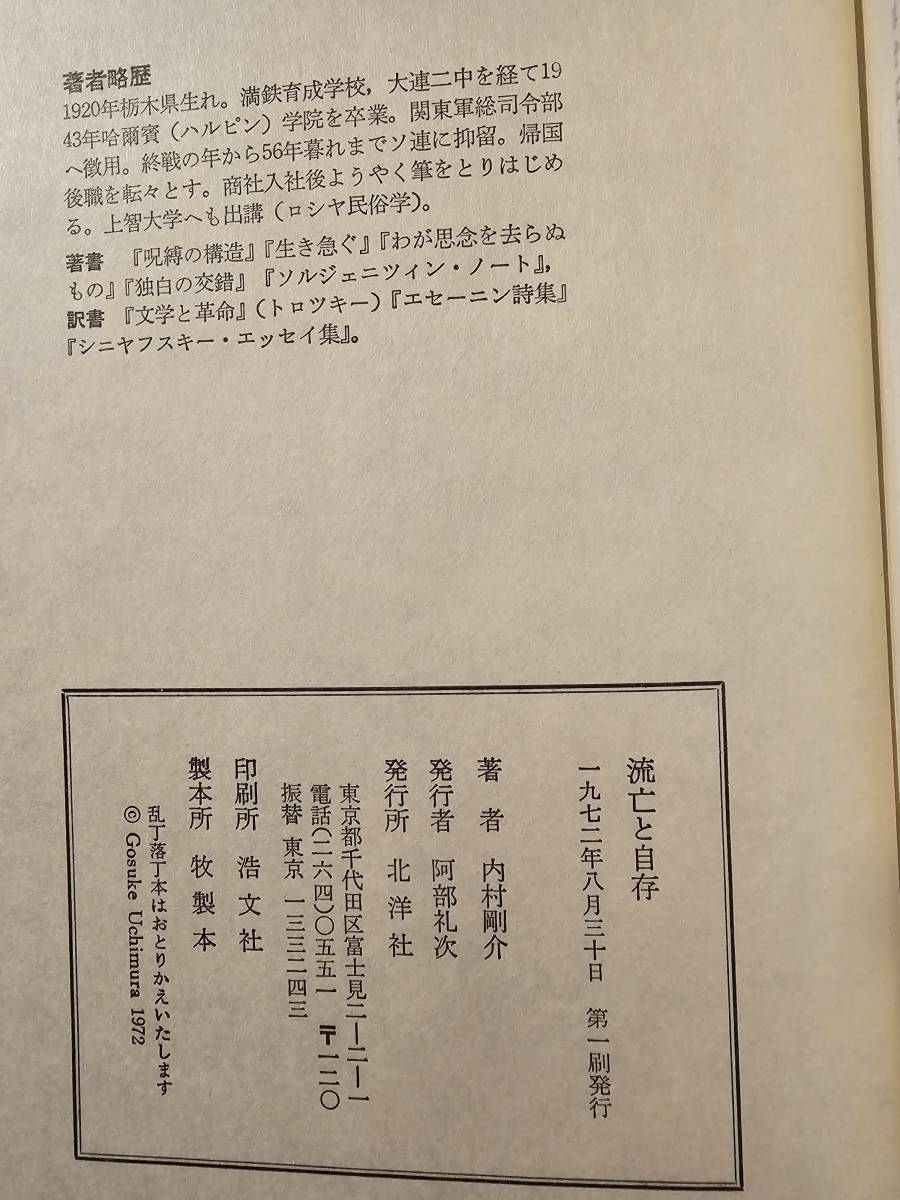 著者略歴
1920年栃木県生れ。満鉄育成学校，大連二中を経て19
43年哈爾賓（ハルピン）学院を卒業。関東軍総司令部
へ徴用。終戦の年から56年暮れまでソ連に抑留。帰国
後職を転々とす。商社入社後ようやく筆をとりはじめ
る。上智大学へも出講（ロシヤ民俗学）。
著書　『呪縛の構造』『生き急ぐ』『わが思念を去らぬ
もの』『独白の交錯』『ソルジェニツィン・ノート』，
訳書　『文学と革命』（トロツキー）『エセーニン詩集』
『シニヤフスキー・エッセイ集』。
流亡と自存
一九七二年八月三十日　第一刷発行
著　者　内村剛介
発行者　阿部礼次
発行所　北洋社
東京都千代田区富士見二―二―一
電話（二六四）〇五五一　〒一二〇
振替　東京　一三三二四三
印刷所　浩文社
製本所　牧製本
乱丁落丁本はおとりかえいたします
© Gosuke Uchimura 1972